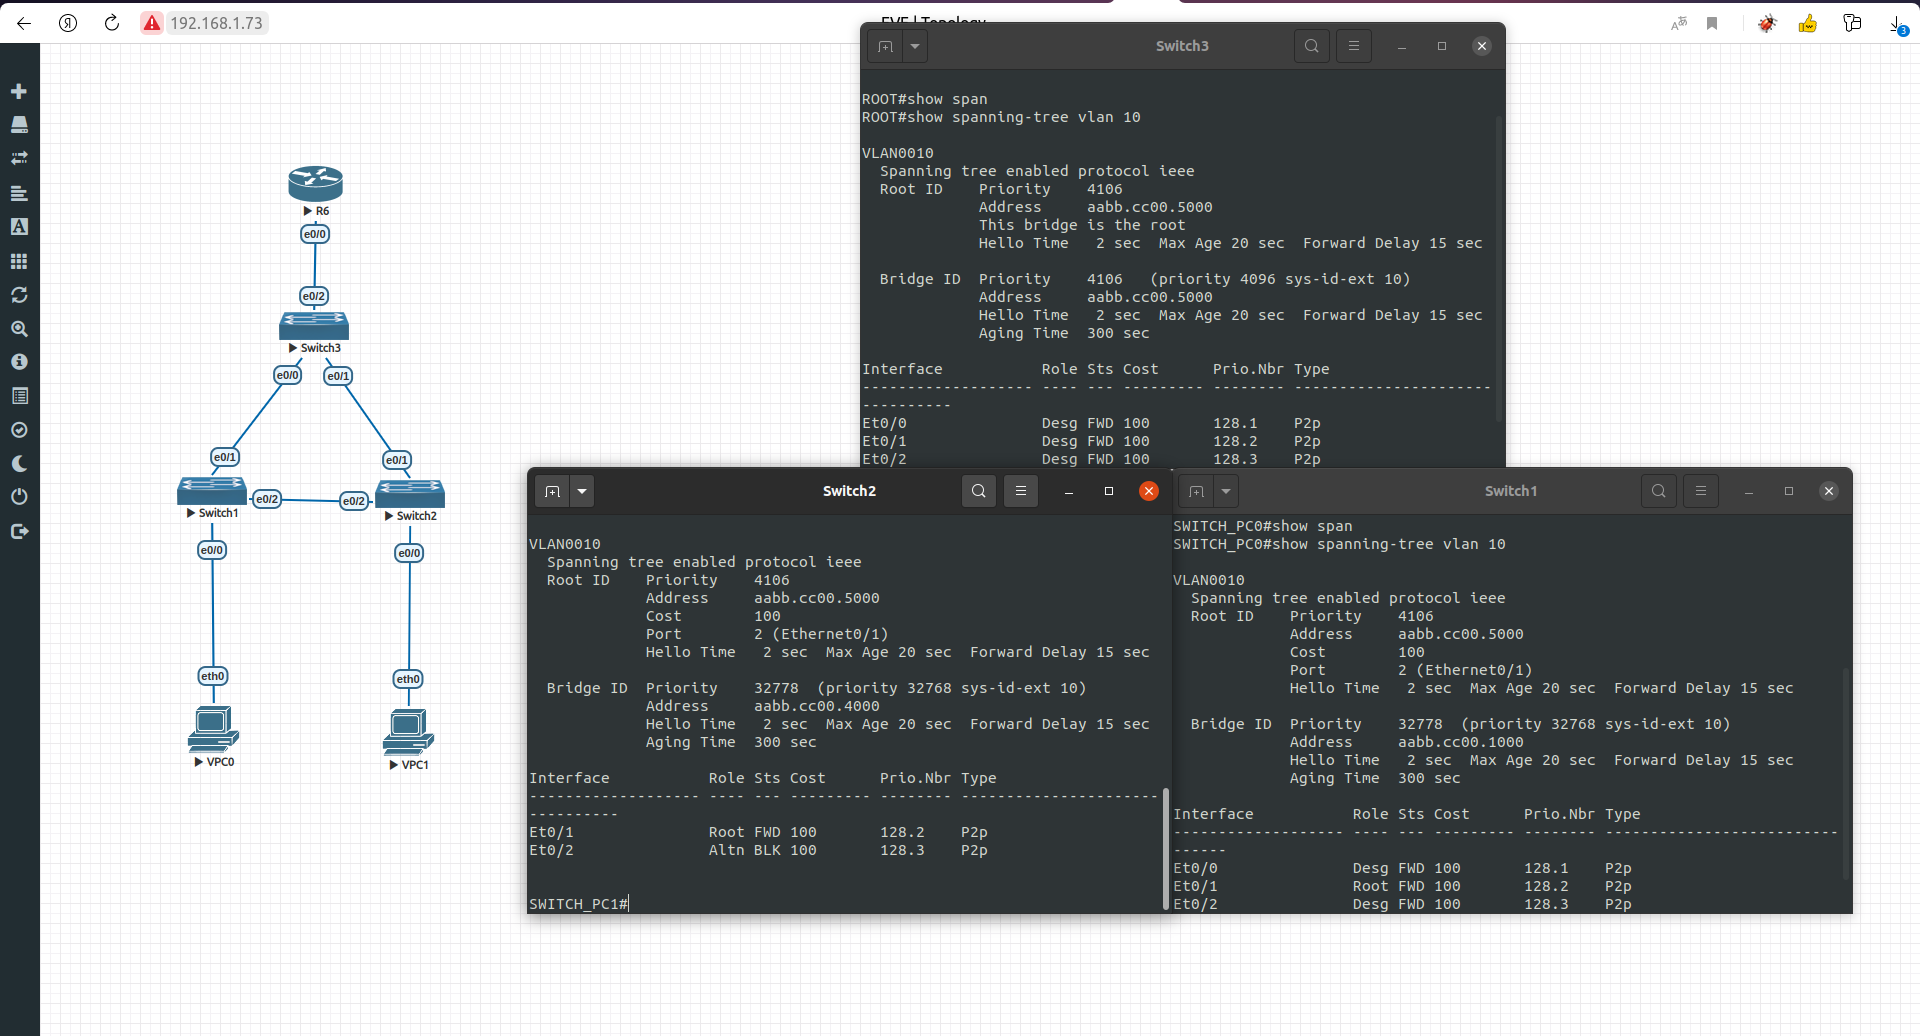 192.168.1.73
EVE | Topology
3
R6
e0/0
e0/2
Switch3
e0/0
e0/1
e0/1
e0/1
e0/2
e0/2
Switch1
Switch2
e0/0
e0/0
eth0
eth0
VPC0
VPC1
Switch3
ROOT#show span
ROOT#show spanning-tree vlan 10
VLAN0010
Spanning tree enabled protocol ieee
Root ID Priority 4106
Address aabb.cc00.5000
This bridge is the root
Hello Time 2 sec Max Age 20 sec Forward Delay 15 sec
Bridge ID Priority 4106 (priority 4096 sys-id-ext 10)
Address aabb.cc00.5000
Hello Time 2 sec Max Age 20 sec Forward Delay 15 sec
Aging Time 300 sec
Interface Role Sts Cost Prio.Nbr Type
------------------- ---- --- --------- -------- ----------------------
----------
Et0/0 Desg FWD 100 128.1 P2p
Et0/1 Desg FWD 100 128.2 P2p
Et0/2 Desg FWD 100 128.3 P2p
Switch2
VLAN0010
Spanning tree enabled protocol ieee
Root ID Priority 4106
Address aabb.cc00.5000
Cost 100
Port 2 (Ethernet0/1)
Hello Time 2 sec Max Age 20 sec Forward Delay 15 sec
Bridge ID Priority 32778 (priority 32768 sys-id-ext 10)
Address aabb.cc00.4000
Hello Time 2 sec Max Age 20 sec Forward Delay 15 sec
Aging Time 300 sec
Interface Role Sts Cost Prio.Nbr Type
------------------- ---- --- --------- -------- ----------------------
----------
Et0/1 Root FWD 100 128.2 P2p
Et0/2 Altn BLK 100 128.3 P2p
SWITCH_PC1#
Switch1
SWITCH_PC0#show span
SWITCH_PC0#show spanning-tree vlan 10
VLAN0010
Spanning tree enabled protocol ieee
Root ID Priority 4106
Address aabb.cc00.5000
Cost 100
Port 2 (Ethernet0/1)
Hello Time 2 sec Max Age 20 sec Forward Delay 15 sec
Bridge ID Priority 32778 (priority 32768 sys-id-ext 10)
Address aabb.cc00.1000
Hello Time 2 sec Max Age 20 sec Forward Delay 15 sec
Aging Time 300 sec
Interface Role Sts Cost Prio.Nbr Type
------------------- ---- --- --------- -------- --------------------------
------
Et0/0 Desg FWD 100 128.1 P2p
Et0/1 Root FWD 100 128.2 P2p
Et0/2 Desg FWD 100 128.3 P2p